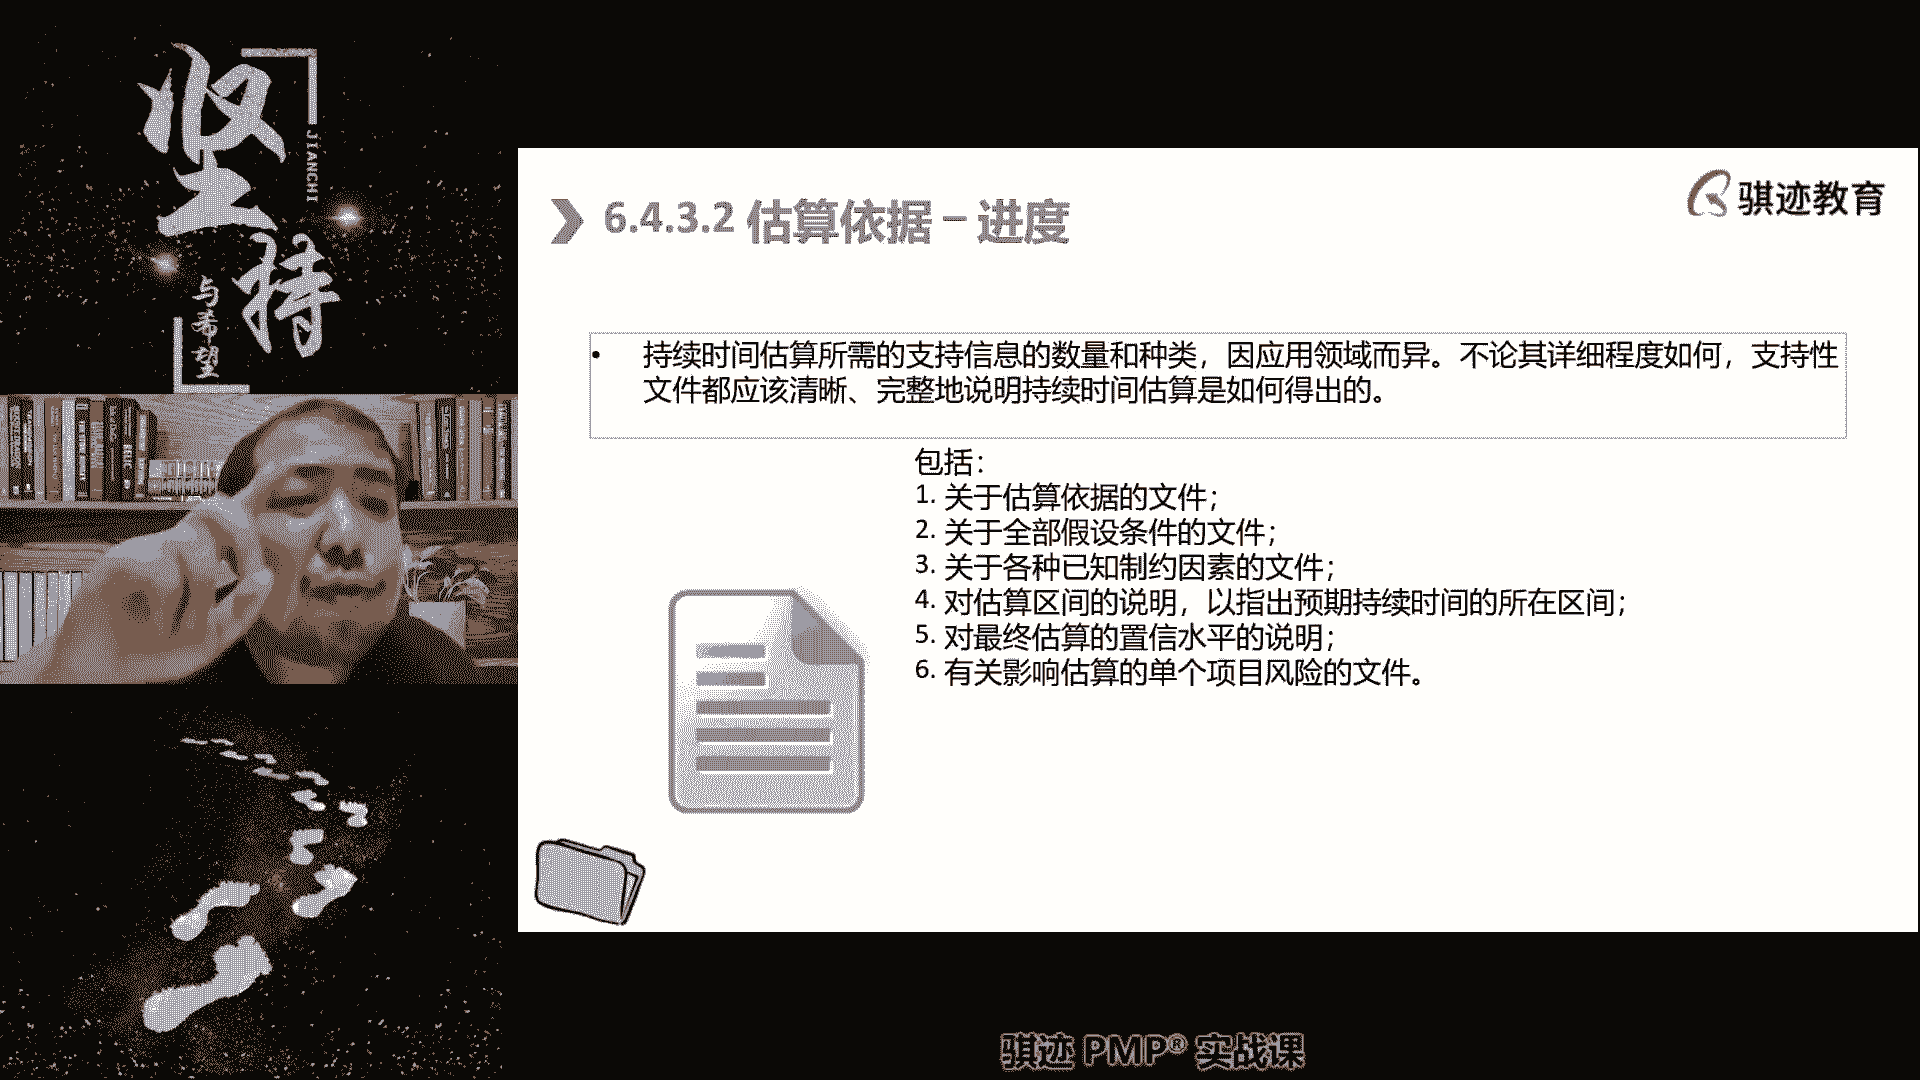 坚持
JIANCHI
与希望
骐迹教育
6.4.3.2 估算依据 – 进度
• 持续时间估算所需的支持信息的数量和种类，因应用领域而异。不论其详细程度如何，支持性
文件都应该清晰、完整地说明持续时间估算是如何得出的。
包括：
1. 关于估算依据的文件；
2. 关于全部假设条件的文件；
3. 关于各种已知制约因素的文件；
4. 对估算区间的说明，以指出预期持续时间的所在区间；
5. 对最终估算的置信水平的说明；
6. 有关影响估算的单个项目风险的文件。
骐迹 PMP® 实战课